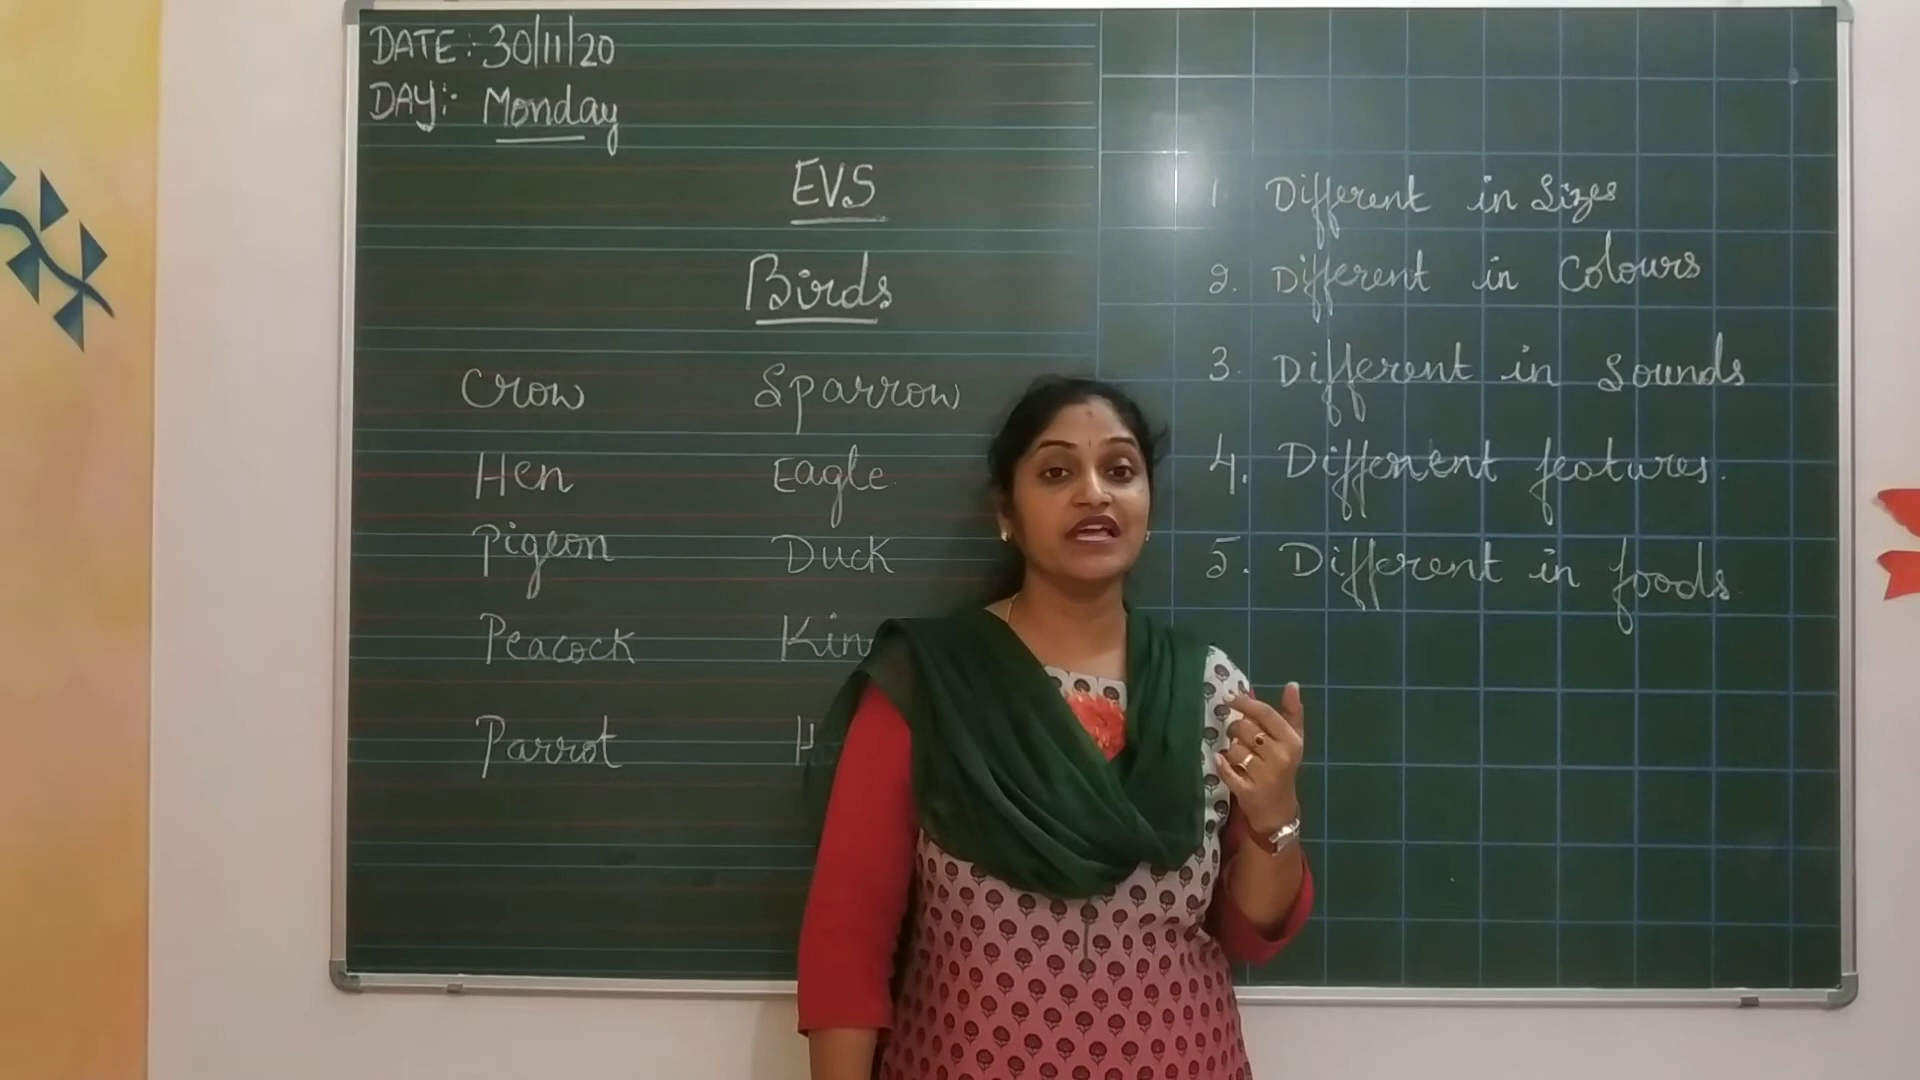 DATE:- 30/11/20
DAY:- Monday
EVS
Birds
Crow Sparrow
Hen Eagle
Pigeon Duck
Peacock
Parrot
1. Different in Sizes
2. Different in Colours
3. Different in Sounds
4. Different features.
5. Different in foods